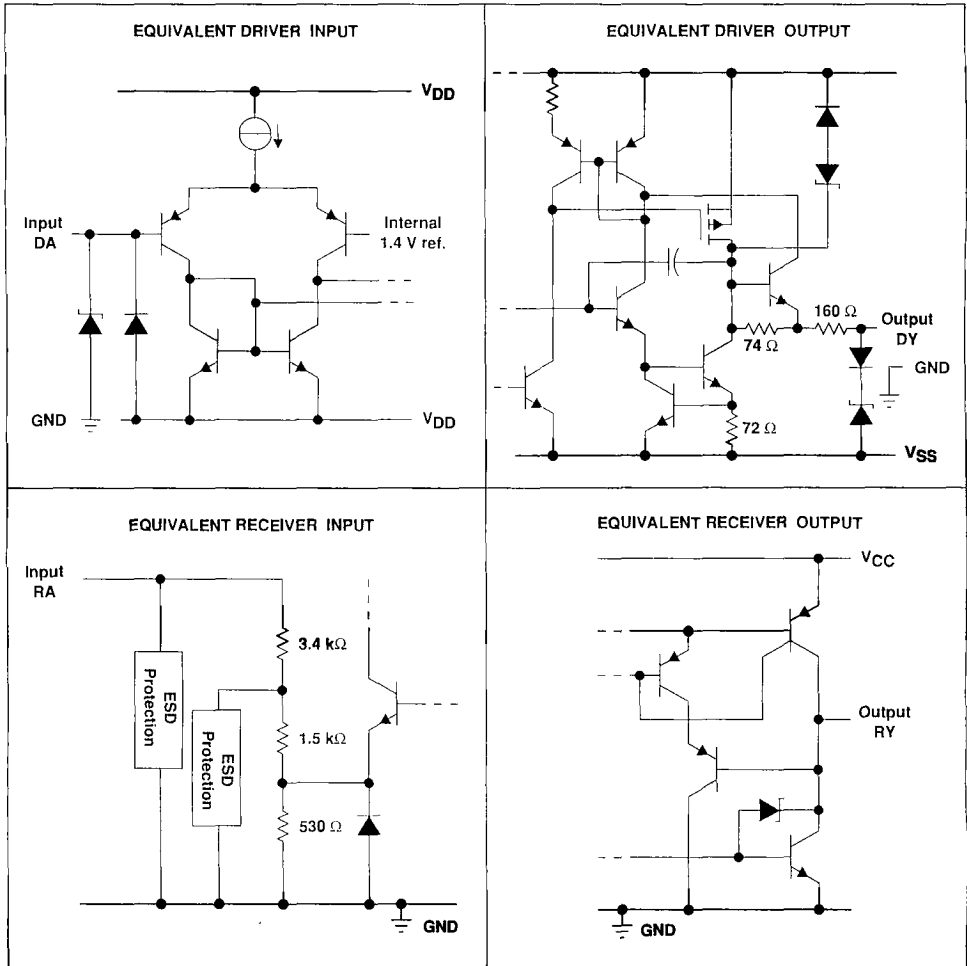 EQUIVALENT DRIVER INPUT
VDD
Input
DA
Internal
1.4 V ref.
GND
VDD
EQUIVALENT DRIVER OUTPUT
160 Ω
Output
DY
74 Ω
GND
72 Ω
VSS
EQUIVALENT RECEIVER INPUT
Input
RA
3.4 kΩ
ESD
Protection
ESD
Protection
1.5 kΩ
530 Ω
GND
EQUIVALENT RECEIVER OUTPUT
VCC
Output
RY
GND